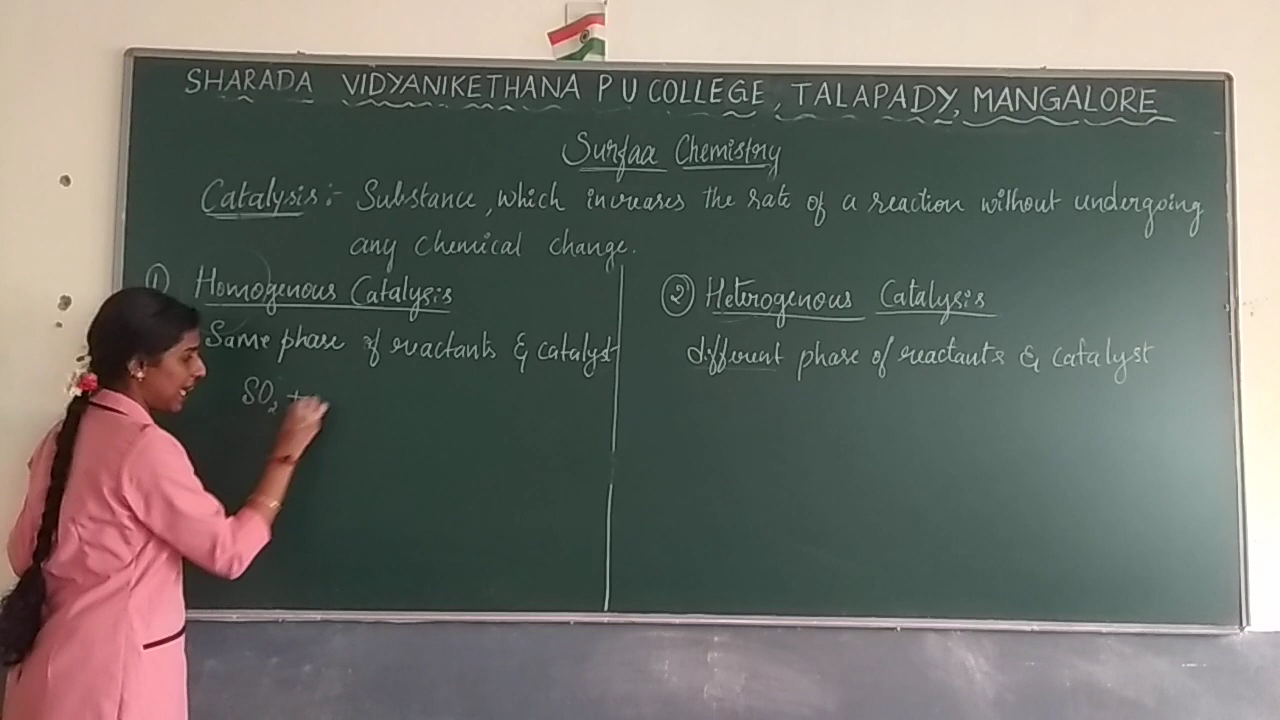 SHARADA VIDYANIKETHANA P U COLLEGE, TALAPADY, MANGALORE
Surface Chemistry
Catalysis:- Substance, which increases the rate of a reaction without undergoing
any chemical change.
① Homogenous Catalysis
Same phase of reactants & catalyst
SO₂ +
② Heterogenous Catalysis
different phase of reactants & catalyst